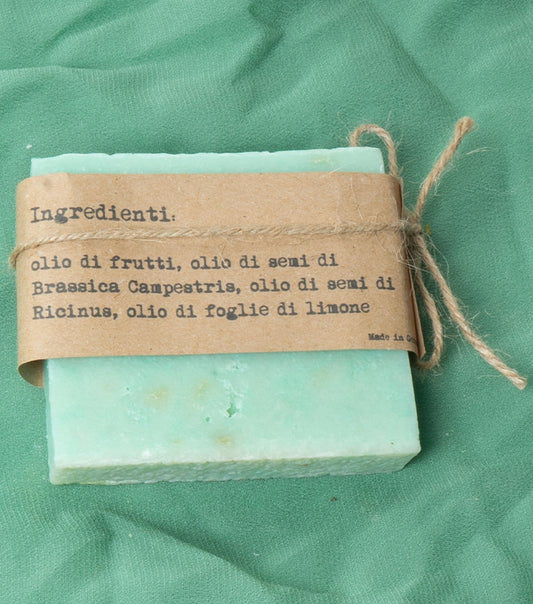 Ingredienti:
olio di frutti, olio di semi di
Brassica Campestris, olio di semi di
Ricinus, olio di foglie di limone
Made in